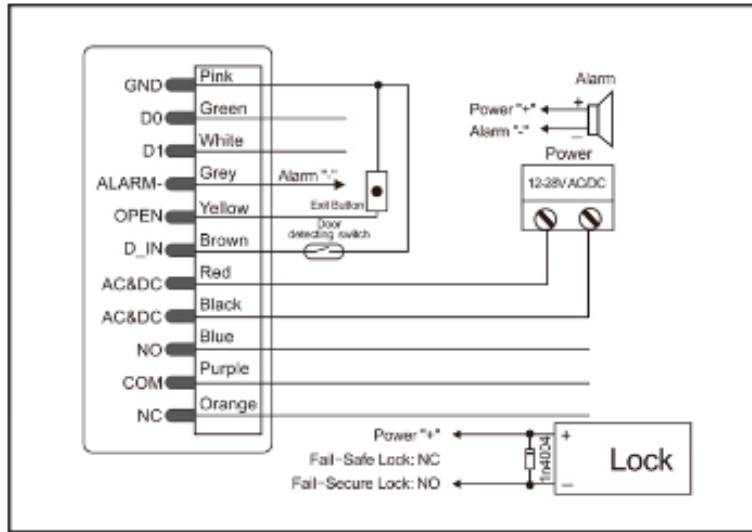 GND Pink
D0 Green
D1 White
ALARM- Grey Alarm "-"
OPEN Yellow
Exit Button
Door
detecting switch
D_IN Brown
AC&DC Red
AC&DC Black
NO Blue
COM Purple
NC Orange
Alarm
Power "+" +
Alarm "-" –
Power
12-28V AC/DC
Power "+"
Fail-Safe Lock: NC
Fail-Secure Lock: NO
1n4004
+
–
Lock